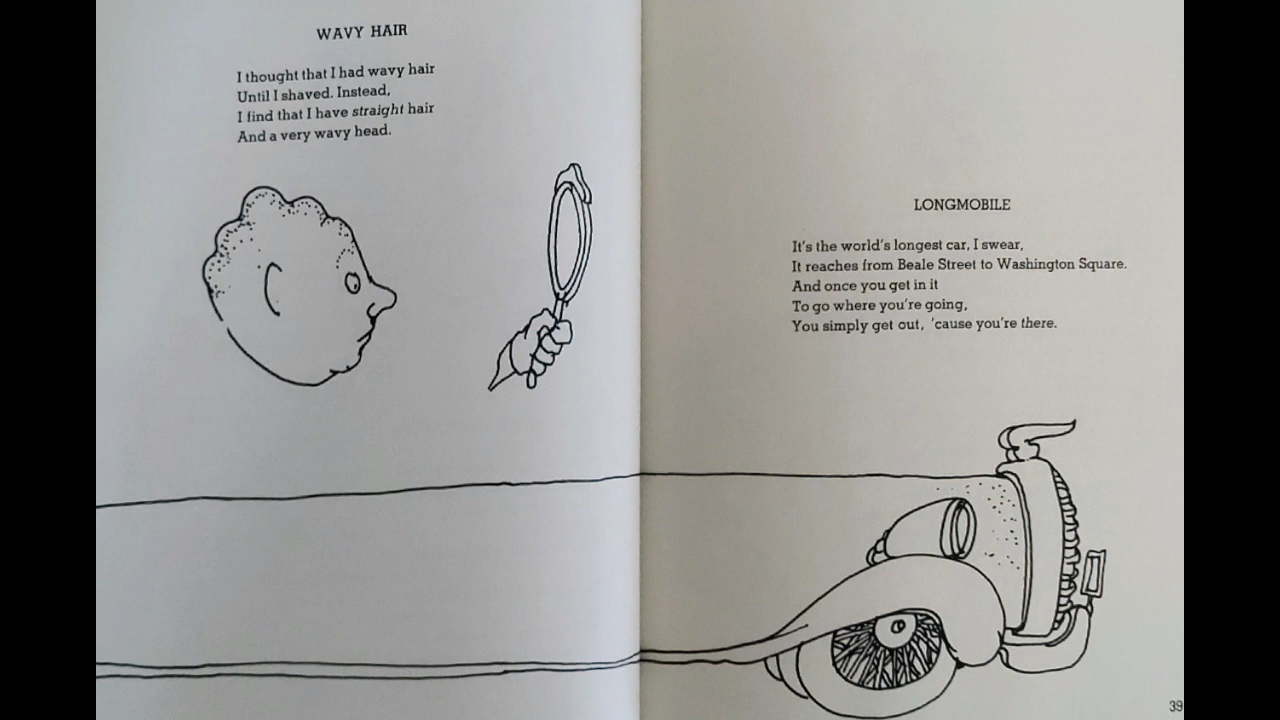 WAVY HAIR
I thought that I had wavy hair
Until I shaved. Instead,
I find that I have straight hair
And a very wavy head.
LONGMOBILE
It's the world's longest car, I swear,
It reaches from Beale Street to Washington Square.
And once you get in it
To go where you're going,
You simply get out, 'cause you're there.
39